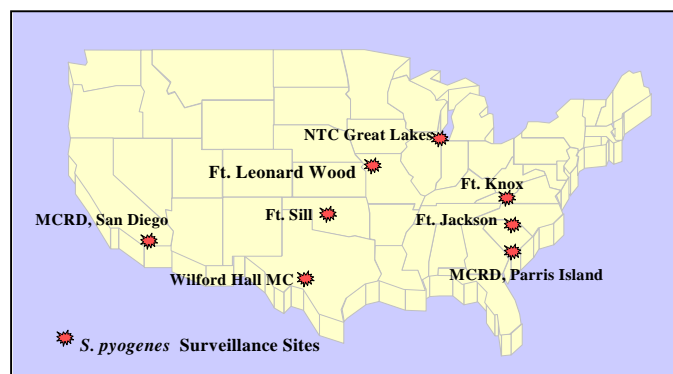 NTC Great Lakes
Ft. Leonard Wood
Ft. Knox
Ft. Sill
Ft. Jackson
MCRD, San Diego
Wilford Hall MC
MCRD, Parris Island
S. pyogenes Surveillance Sites